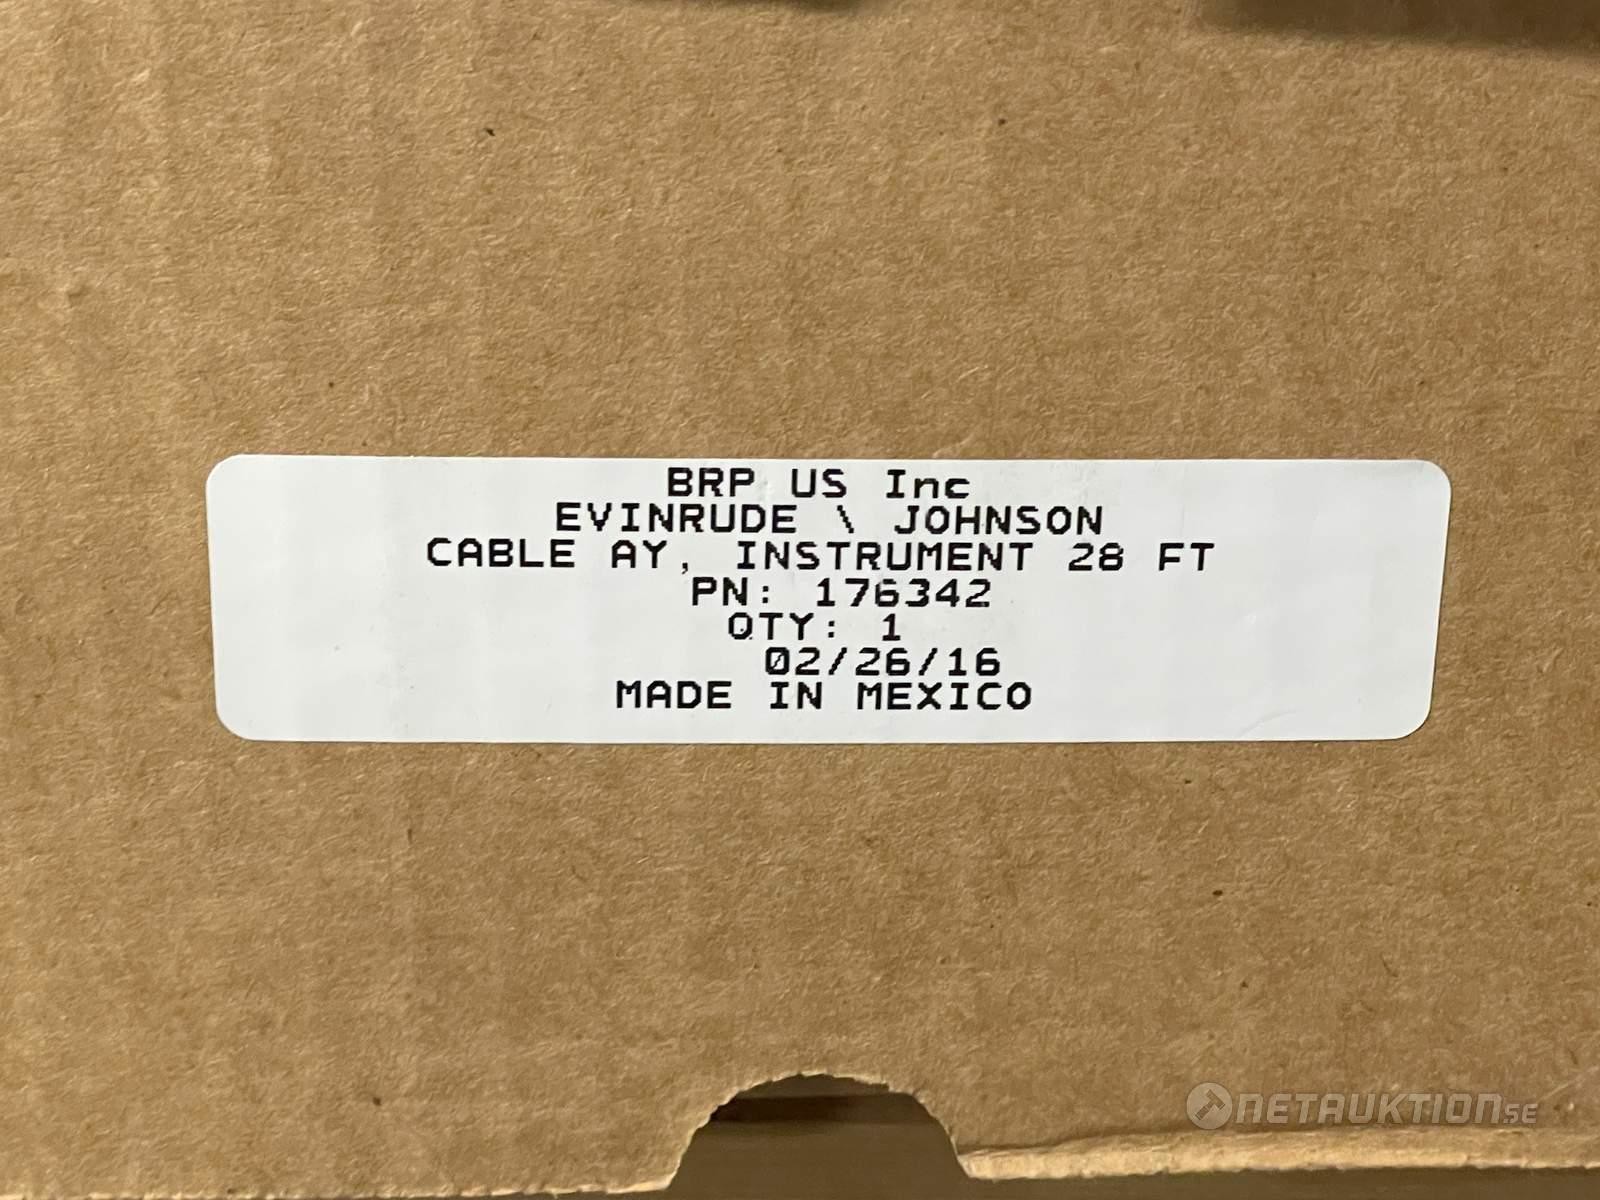 BRP US Inc
EVINRUDE \ JOHNSON
CABLE AY, INSTRUMENT 28 FT
PN: 176342
QTY: 1
02/26/16
MADE IN MEXICO
NETAUKTION.SE